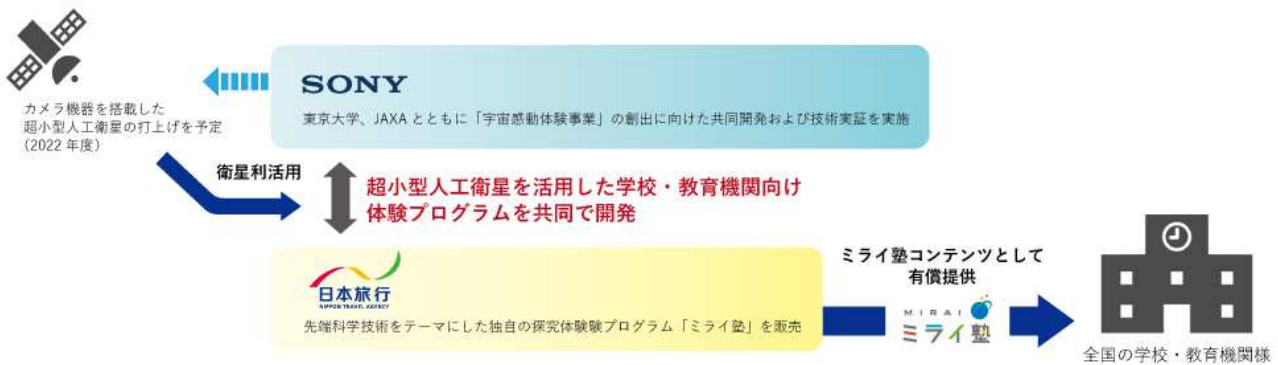 SONY
東京大学、JAXA とともに「宇宙感動体験事業」の創出に向けた共同開発および技術実証を実施
カメラ機器を搭載した
超小型人工衛星の打上げを予定
(2022 年度)
衛星利活用
超小型人工衛星を活用した学校・教育機関向け
体験プログラムを共同で開発
日本旅行
NIPPON TRAVEL AGENCY
先端科学技術をテーマにした独自の探究体験験プログラム「ミライ塾」を販売
ミライ塾コンテンツとして
有償提供
MIRAI
ミライ塾
全国の学校・教育機関様